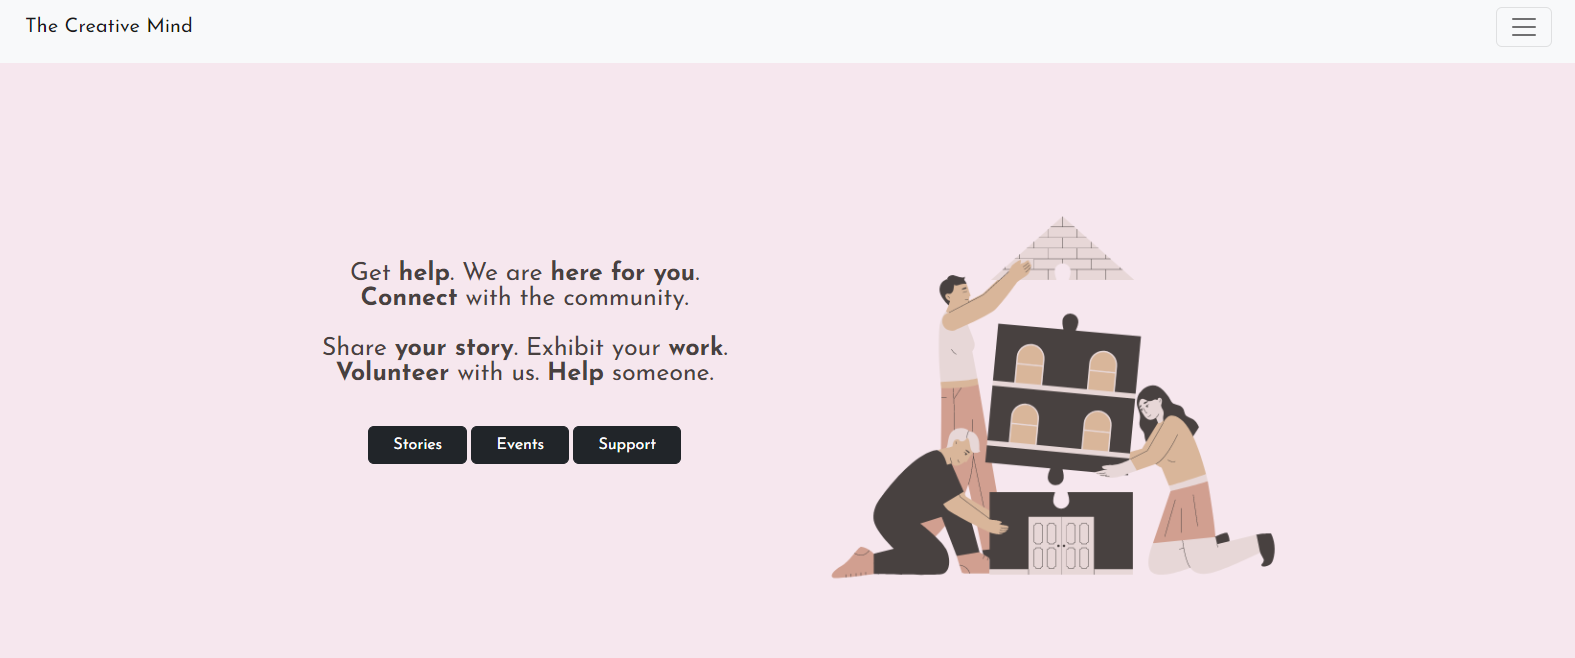 The Creative Mind
Get help. We are here for you.
Connect with the community.
Share your story. Exhibit your work.
Volunteer with us. Help someone.
Stories Events Support